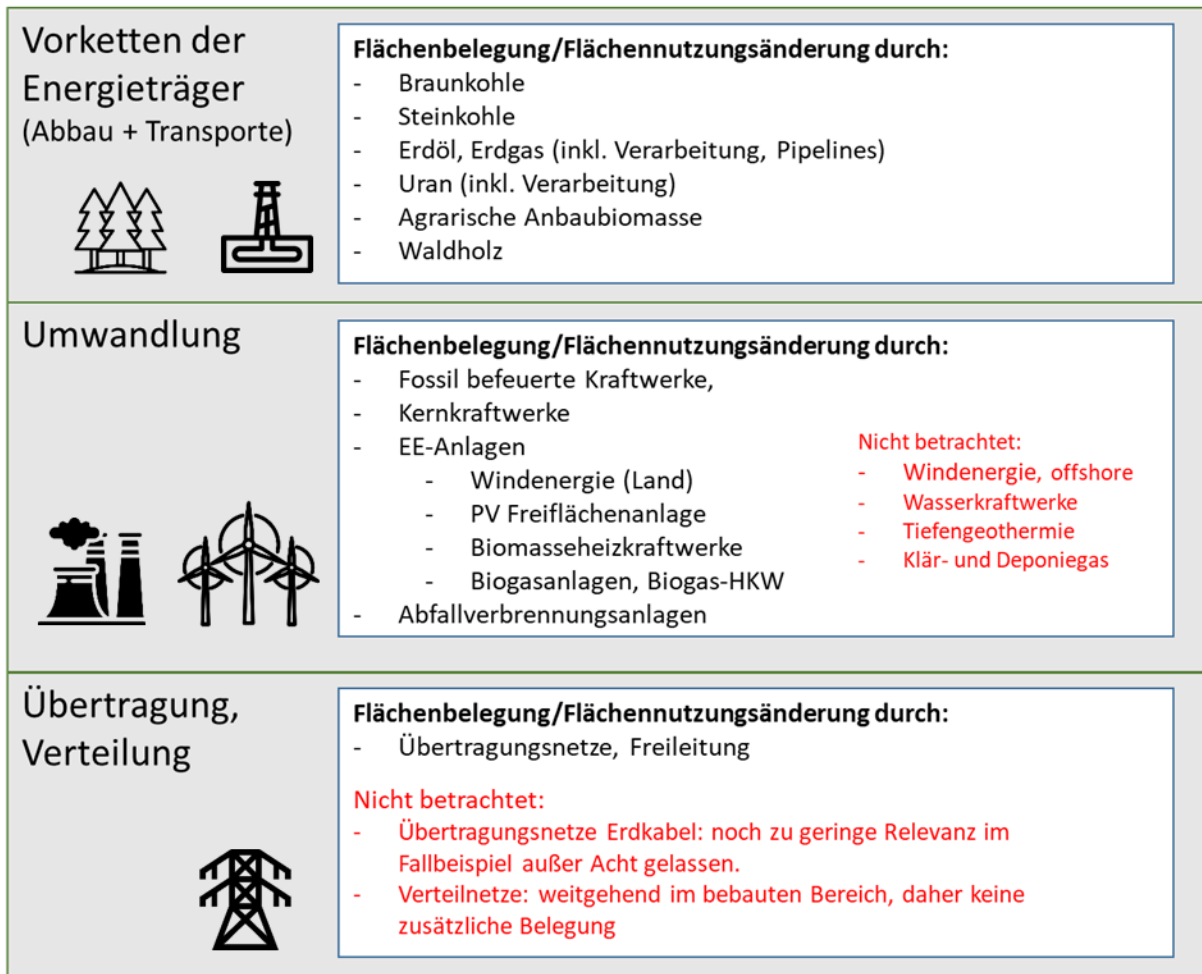 Vorketten der
Energieträger
(Abbau + Transporte)
Flächenbelegung/Flächennutzungsänderung durch:
- Braunkohle
- Steinkohle
- Erdöl, Erdgas (inkl. Verarbeitung, Pipelines)
- Uran (inkl. Verarbeitung)
- Agrarische Anbaubiomasse
- Waldholz
Umwandlung
Flächenbelegung/Flächennutzungsänderung durch:
- Fossil befeuerte Kraftwerke,
- Kernkraftwerke
- EE-Anlagen
- Windenergie (Land)
- PV Freiflächenanlage
- Biomasseheizkraftwerke
- Biogasanlagen, Biogas-HKW
- Abfallverbrennungsanlagen
Nicht betrachtet:
- Windenergie, offshore
- Wasserkraftwerke
- Tiefengeothermie
- Klär- und Deponiegas
Übertragung,
Verteilung
Flächenbelegung/Flächennutzungsänderung durch:
- Übertragungsnetze, Freileitung
Nicht betrachtet:
- Übertragungsnetze Erdkabel: noch zu geringe Relevanz im
Fallbeispiel außer Acht gelassen.
- Verteilnetze: weitgehend im bebauten Bereich, daher keine
zusätzliche Belegung